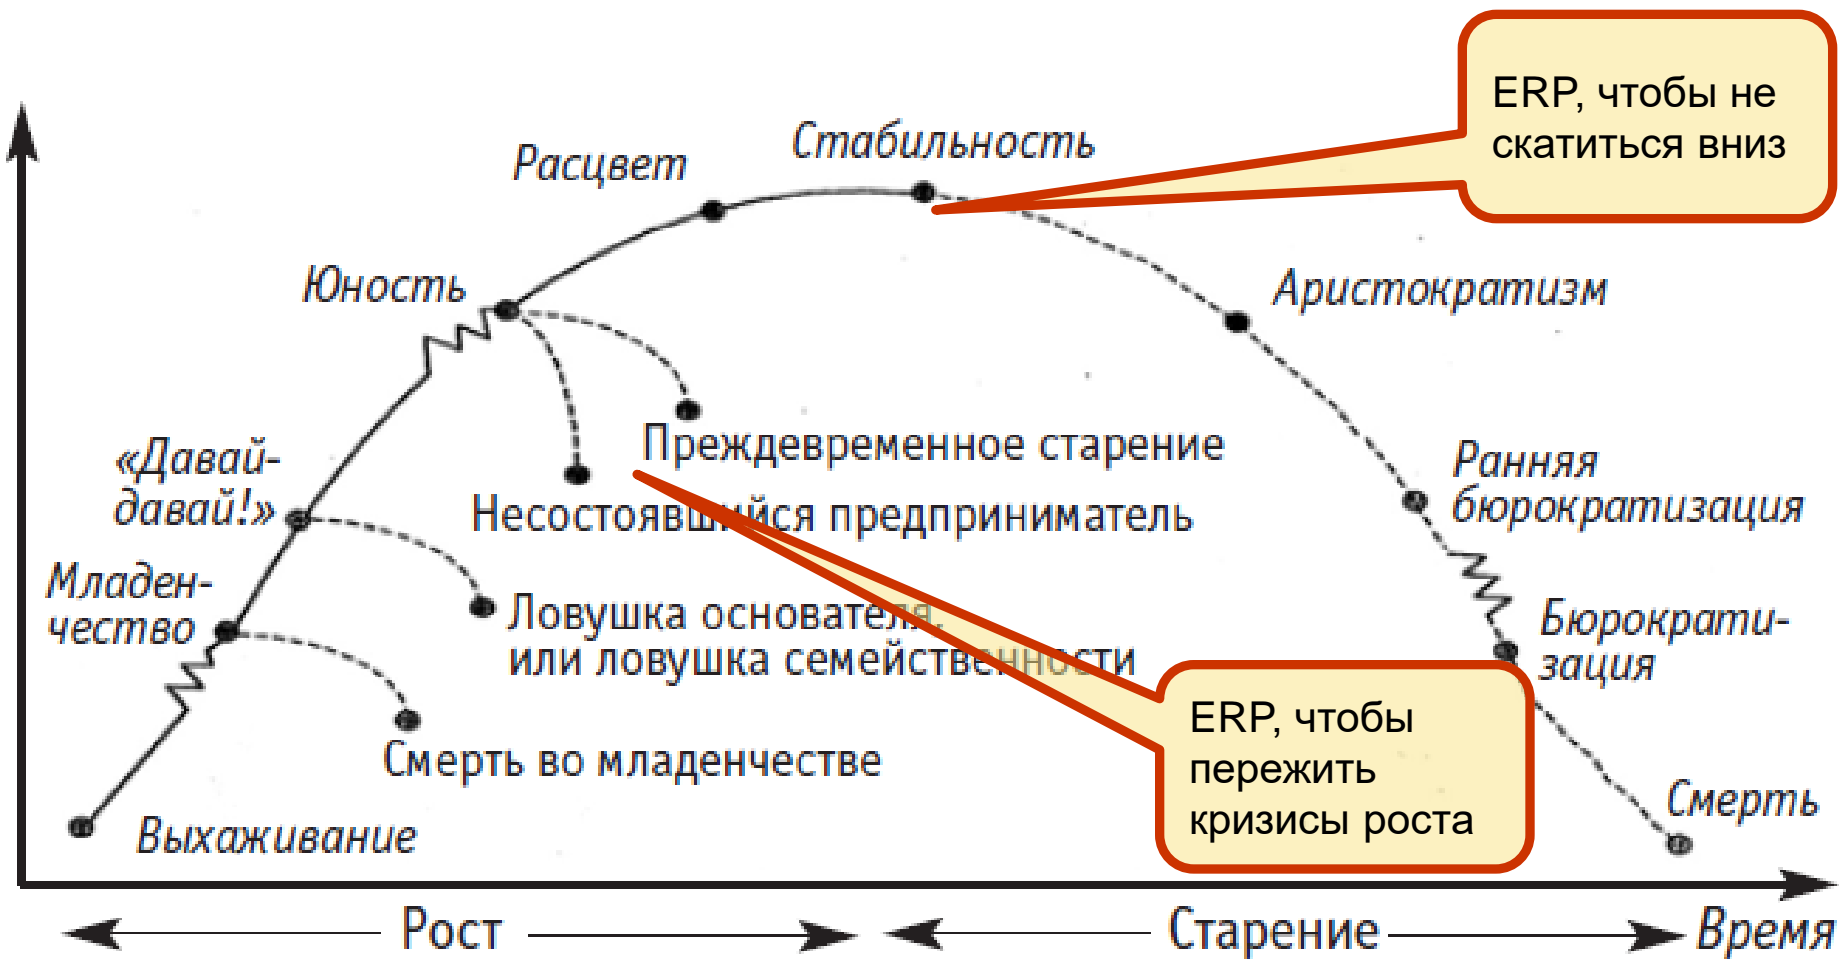 ERP, чтобы не
скатиться вниз
Стабильность
Расцвет
Юность
Аристократизм
Преждевременное старение
«Давай-
давай!»
Ранняя
бюрократизация
Несостоявшийся предприниматель
Младен-
чество
Ловушка основателя,
или ловушка семейственности
Бюрократи-
зация
ERP, чтобы
пережить
кризисы роста
Смерть во младенчестве
Смерть
Выхаживание
Рост
Старение
Время